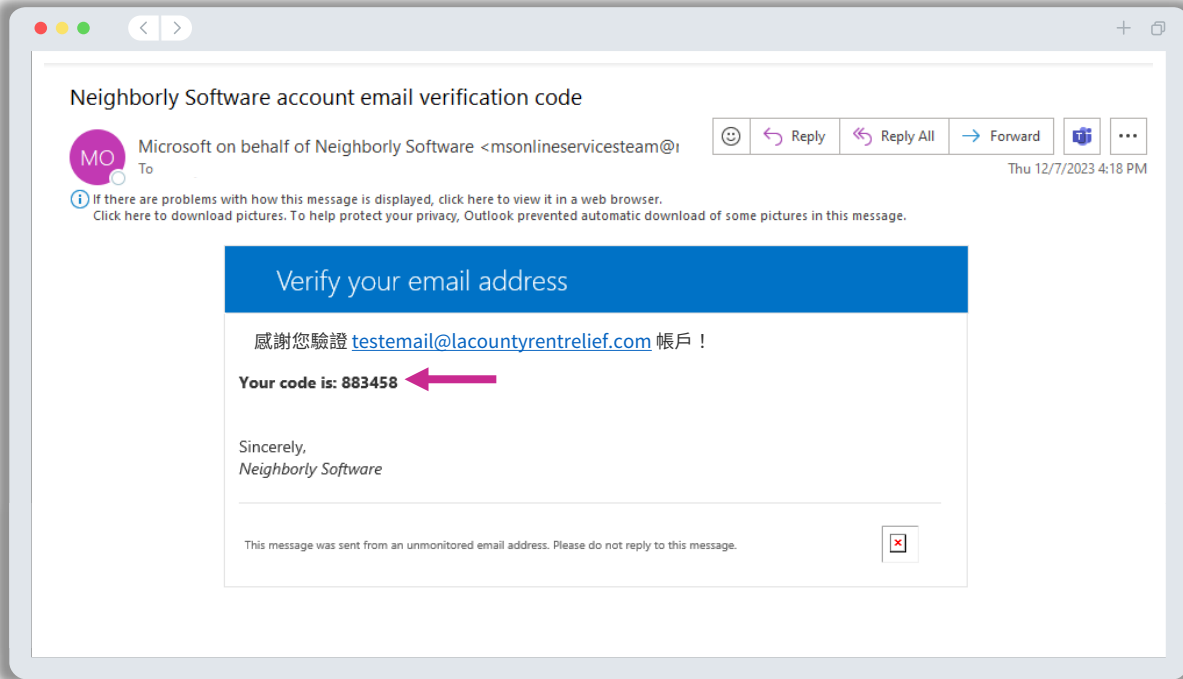 Neighborly Software account email verification code
MO
Microsoft on behalf of Neighborly Software <msonlineservicesteam@
Reply
Reply All
Forward
To
Thu 12/7/2023 4:18 PM
If there are problems with how this message is displayed, click here to view it in a web browser.
Click here to download pictures. To help protect your privacy, Outlook prevented automatic download of some pictures in this message.
Verify your email address
感謝您驗證 testemail@lacountyrentrelief.com 帳戶！
Your code is: 883458
Sincerely,
Neighborly Software
This message was sent from an unmonitored email address. Please do not reply to this message.